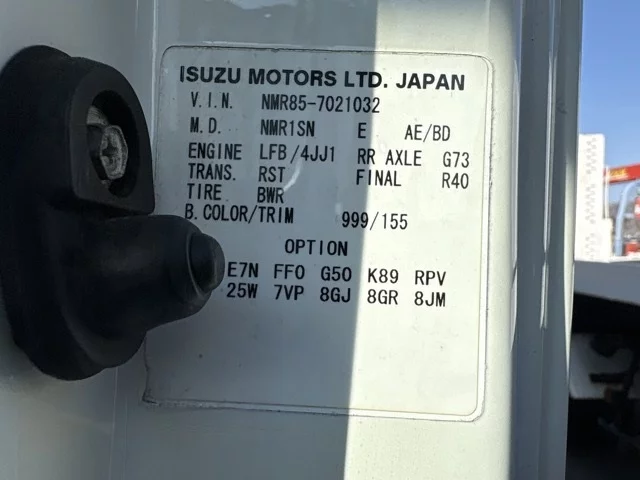 ISUZU MOTORS LTD. JAPAN
V.I.N. NMR85-7021032
M.D. NMR1SN E AE/BD
ENGINE LFB/4JJ1 RR AXLE G73
TRANS. RST FINAL R40
TIRE BWR
B. COLOR/TRIM 999/155
OPTION
E7N FF0 G50 K89 RPV
25W 7VP 8GJ 8GR 8JM